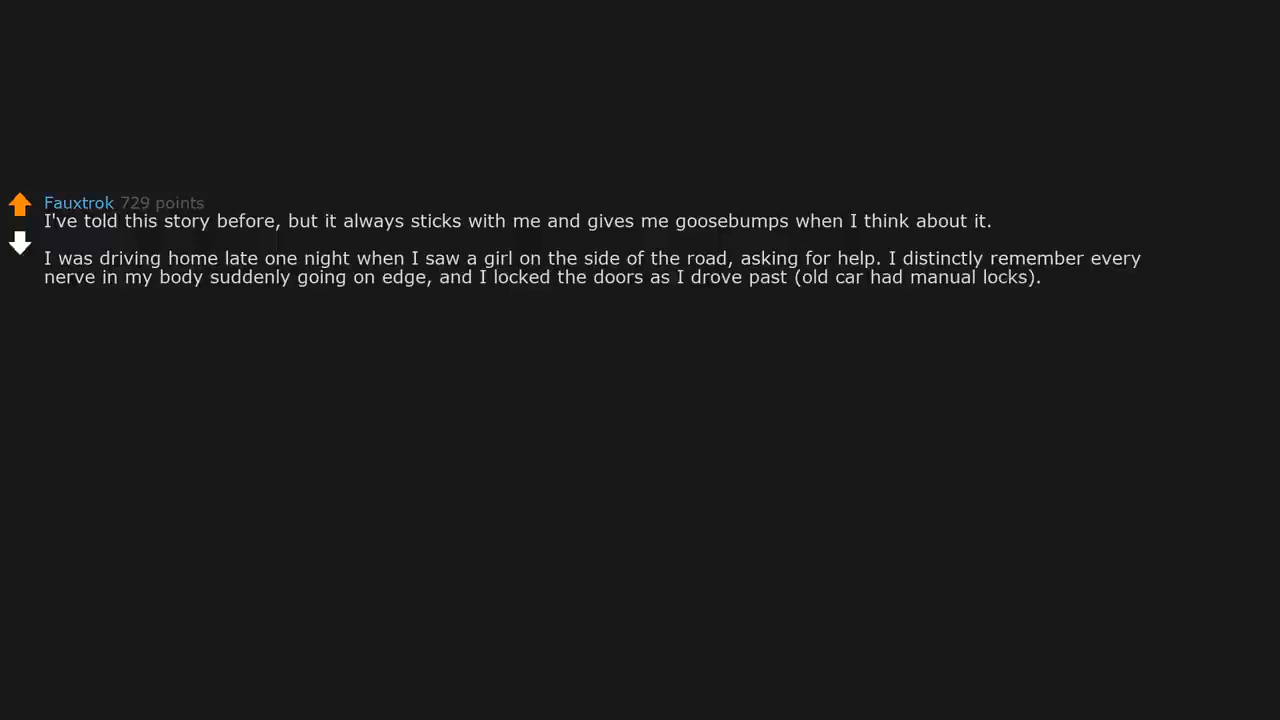 Fauxtrok 729 points
I've told this story before, but it always sticks with me and gives me goosebumps when I think about it.
I was driving home late one night when I saw a girl on the side of the road, asking for help. I distinctly remember every
nerve in my body suddenly going on edge, and I locked the doors as I drove past (old car had manual locks).